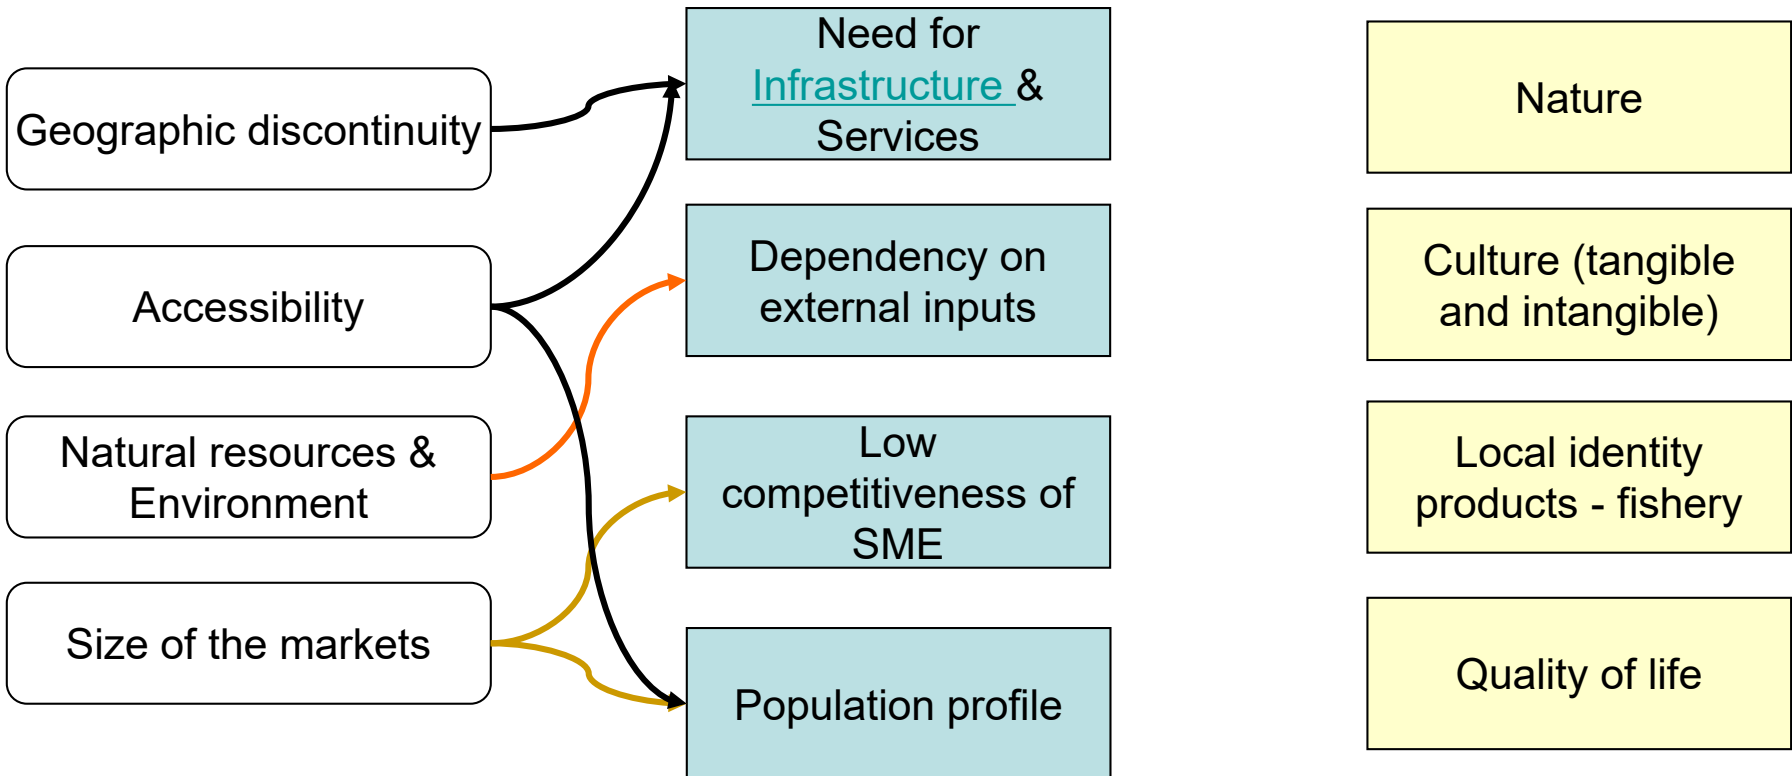 Geographic discontinuity
Accessibility
Natural resources &
Environment
Size of the markets
Need for
Infrastructure &
Services
Dependency on
external inputs
Low
competitiveness of
SME
Population profile
Nature
Culture (tangible
and intangible)
Local identity
products - fishery
Quality of life